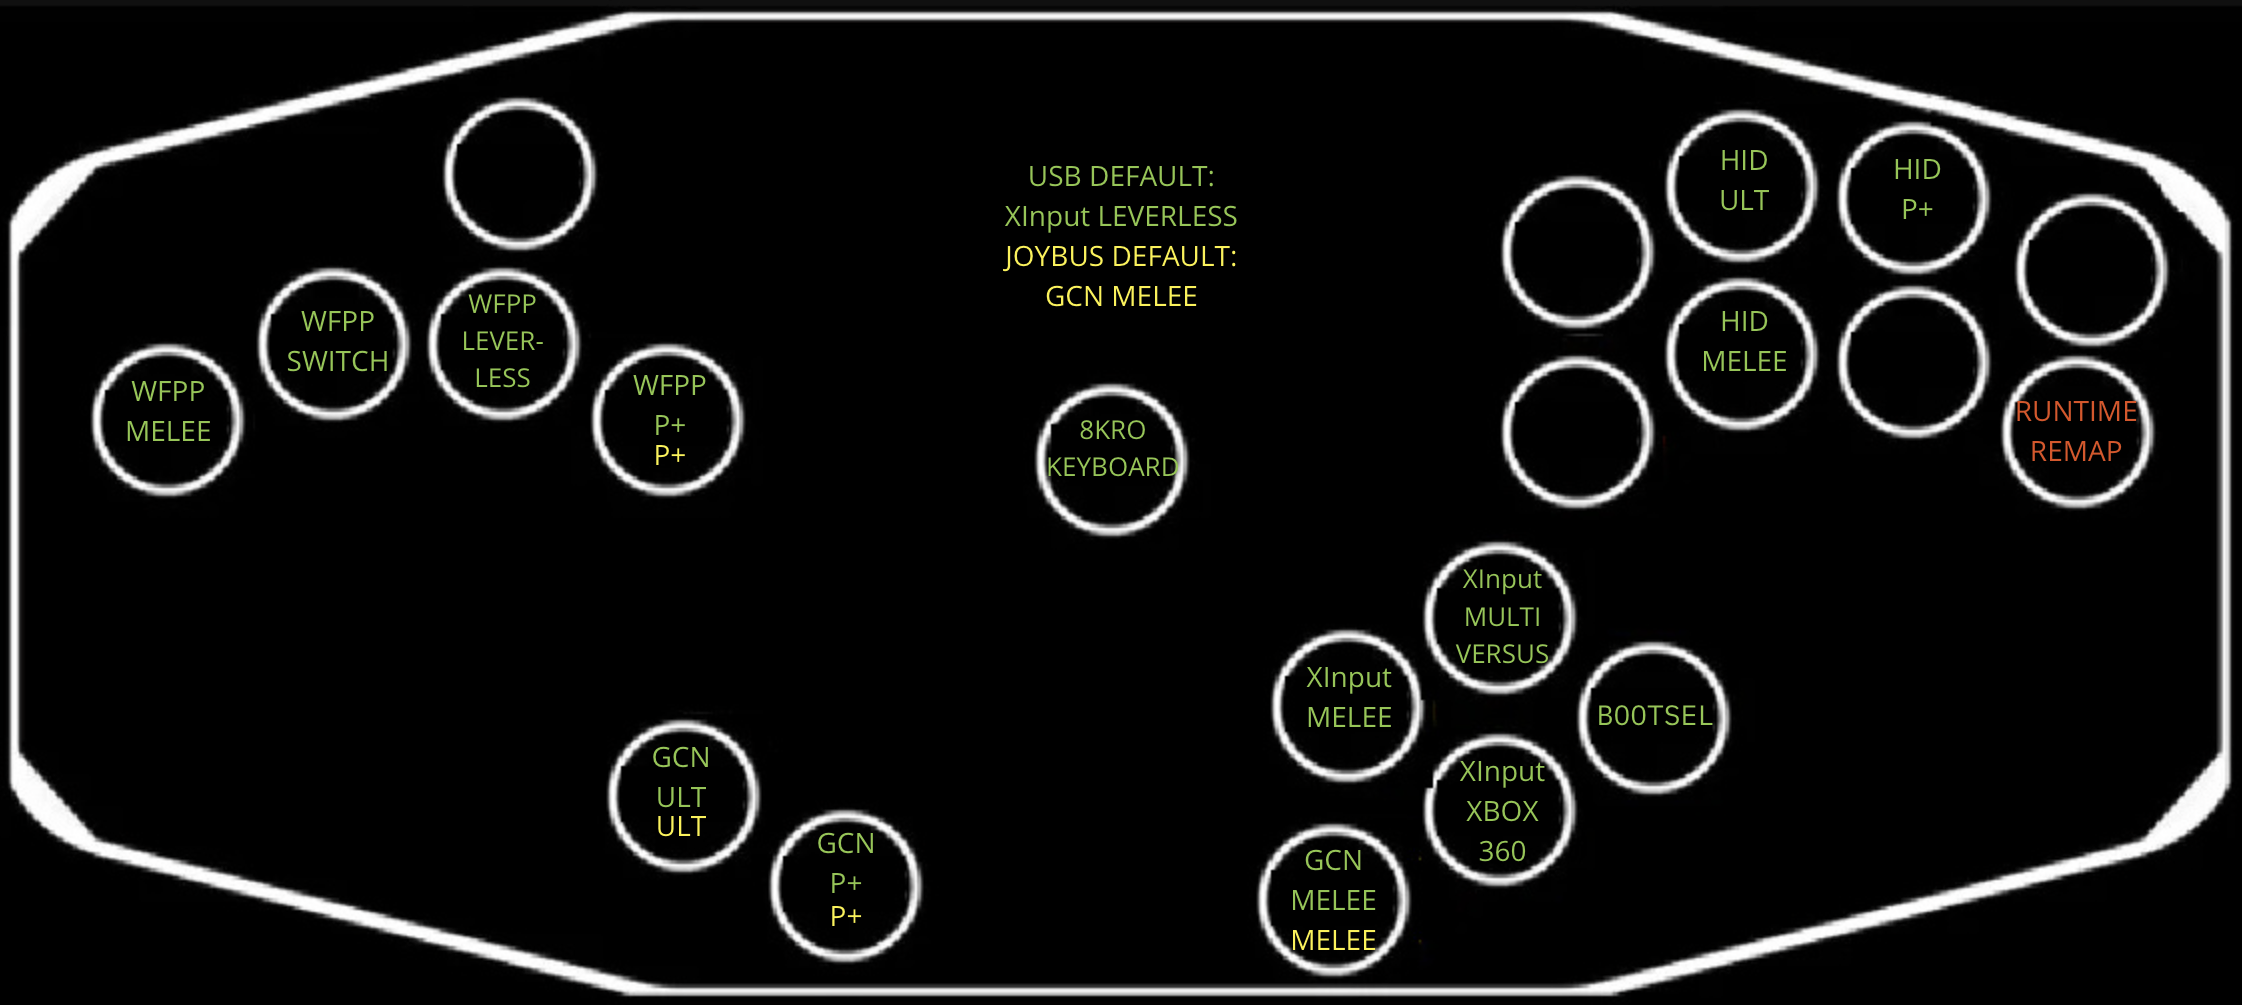 USB DEFAULT:
XInput LEVERLESS
JOYBUS DEFAULT:
GCN MELEE
WFPP
MELEE
WFPP
SWITCH
WFPP
LEVER-
LESS
WFPP
P+
P+
8KRO
KEYBOARD
HID
ULT
HID
P+
HID
MELEE
RUNTIME
REMAP
XInput
MULTI
VERSUS
XInput
MELEE
B00TSEL
XInput
XBOX
360
GCN
ULT
ULT
GCN
P+
P+
GCN
MELEE
MELEE